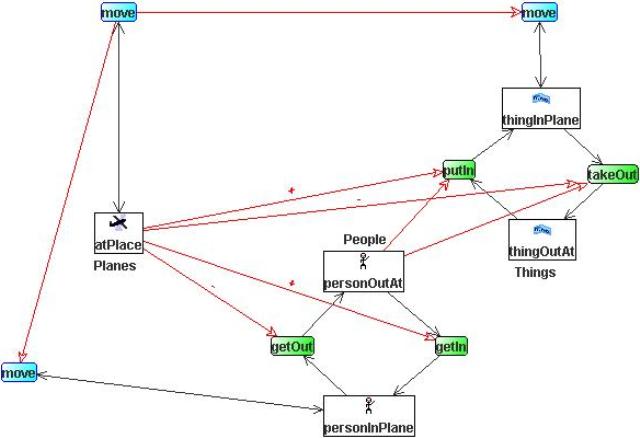 move
move
thingInPlane
putIn
takeOut
+
-
atPlace
Planes
People
thingOutAt
Things
personOutAt
-
+
getOut
getIn
move
personInPlane